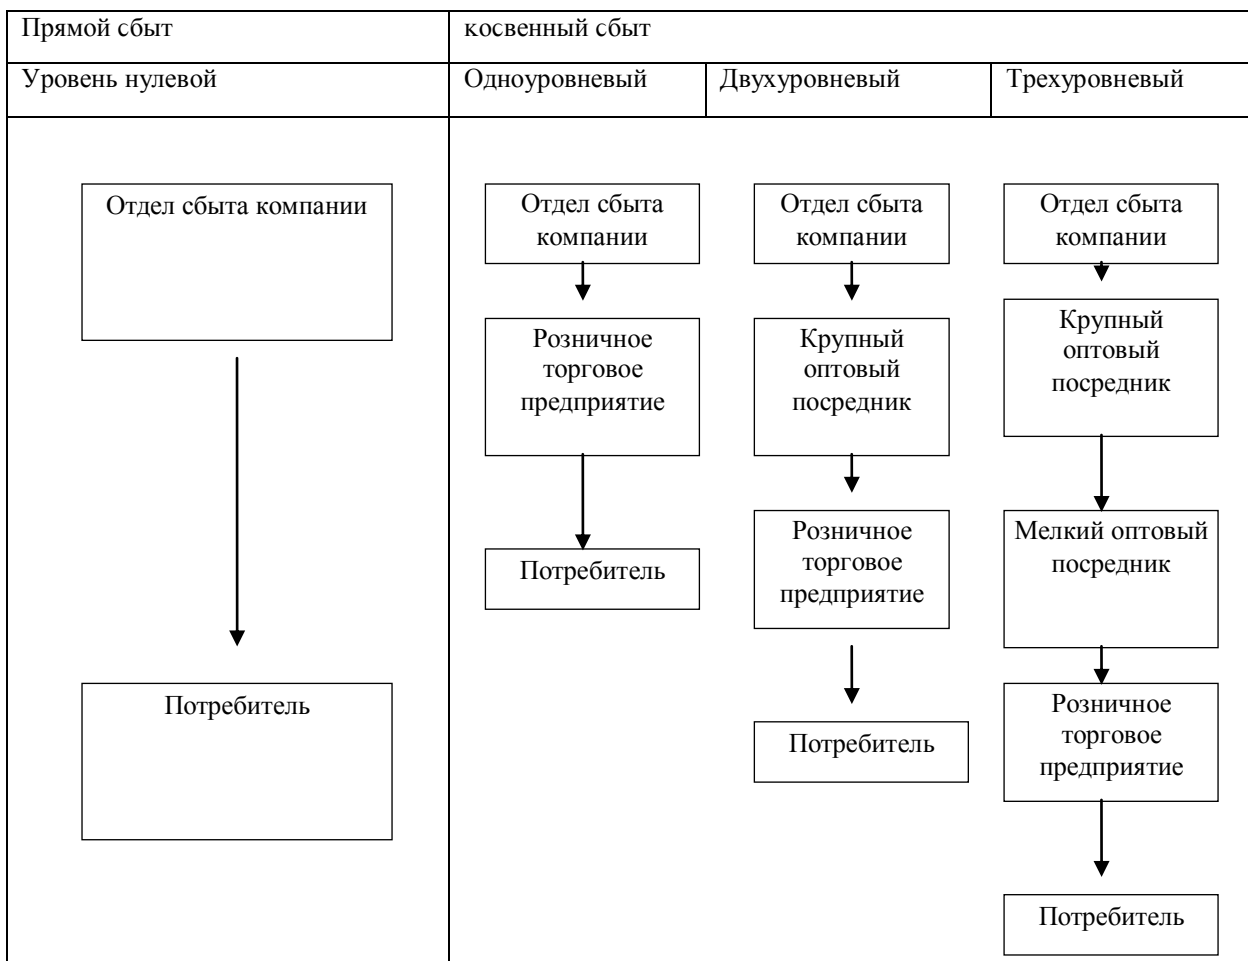 Прямой сбыт
косвенный сбыт
Уровень нулевой
Одноуровневый
Двухуровневый
Трехуровневый
Отдел сбыта компании
Потребитель
Отдел сбыта
компании
Розничное
торговое
предприятие
Потребитель
Отдел сбыта
компании
Крупный
оптовый
посредник
Розничное
торговое
предприятие
Потребитель
Отдел сбыта
компании
Крупный
оптовый
посредник
Мелкий оптовый
посредник
Розничное
торговое
предприятие
Потребитель